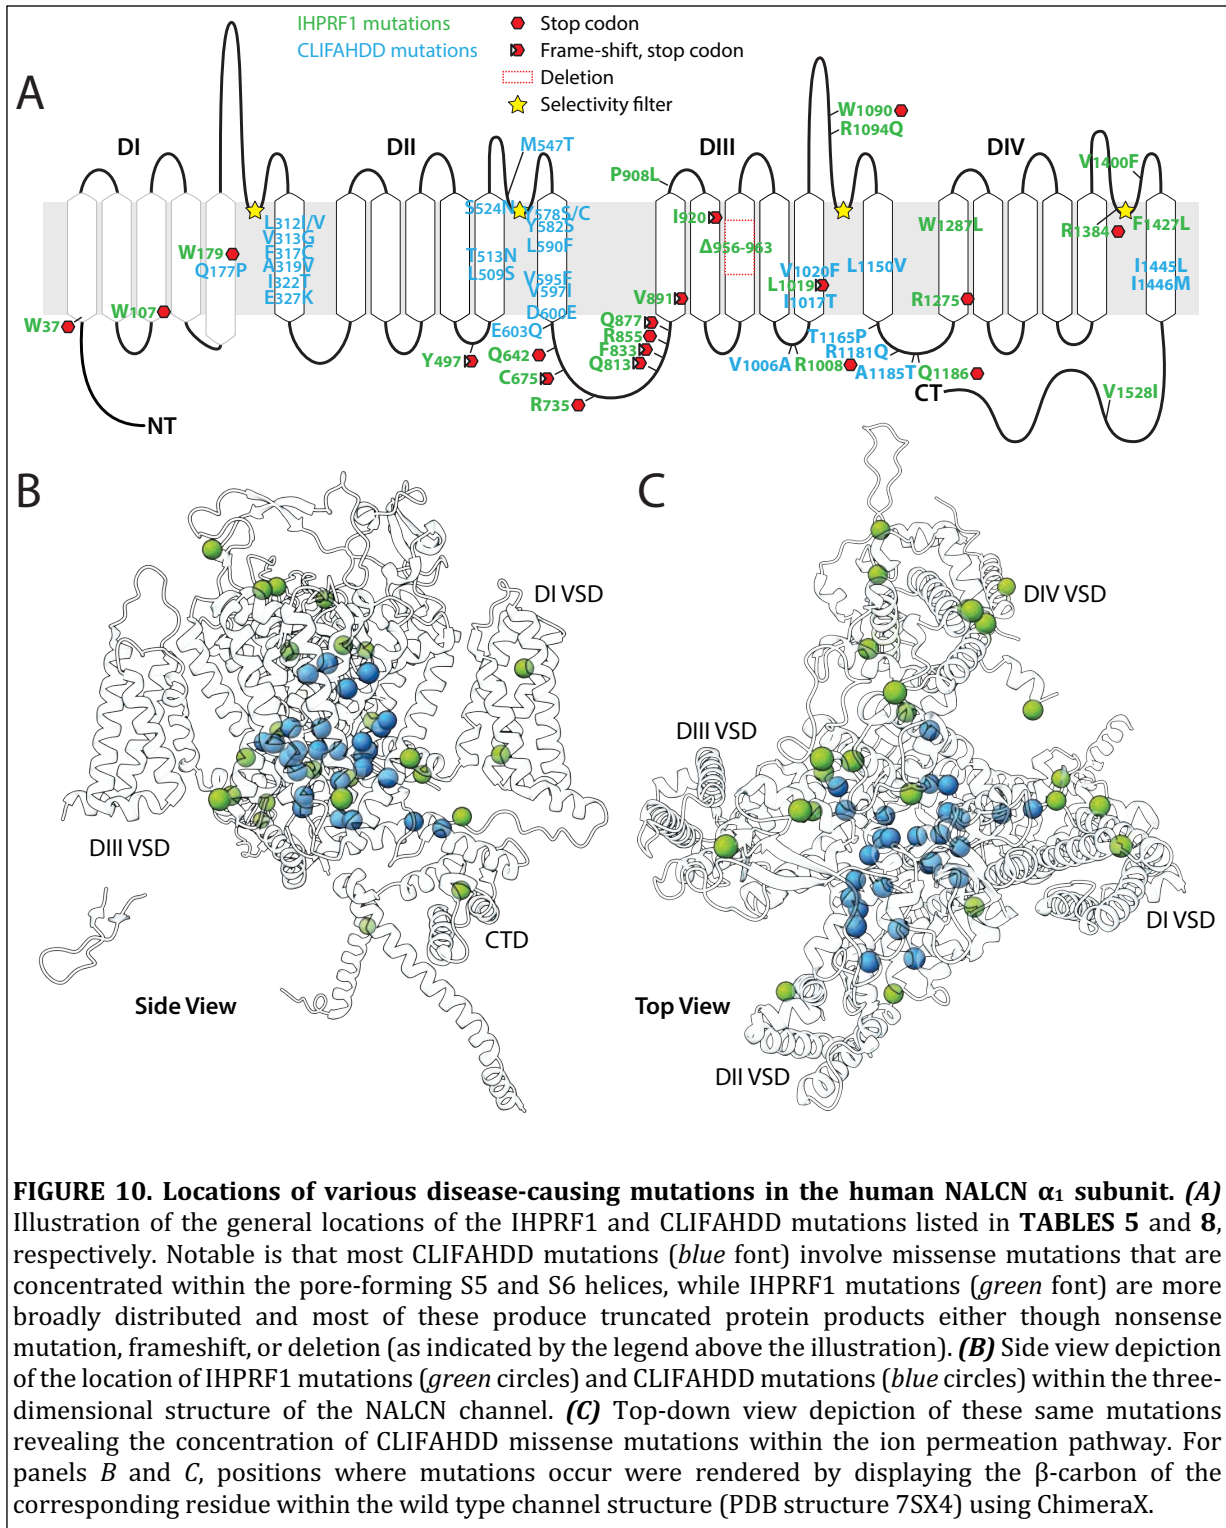 IHPRF1 mutations
CLIFAHDD mutations
Stop codon
Frame-shift, stop codon
Deletion
Selectivity filter
A
DI
DII
DIII
DIV
M547T
W1090
R1094Q
V1400F
P908L
S524N
Y578S/C
Y582S
I920
W1287L
R1384
F1427L
L312I/V
V313G
F317C
A319V
I322T
E327K
W179
Q177P
L590F
T513N
L509S
V595F
V597I
D600E
E603Q
Δ956-963
V1020F
L1019
I1017T
L1150V
I1445L
I1446M
W37
W107
V891
R1275
Y497
Q642
C675
R735
Q877
R855
F833
Q813
V1006A
R1008
T1165P
R1181Q
A1185T
Q1186
V1528I
NT
CT
B
DI VSD
DIII VSD
CTD
Side View
C
DIV VSD
DIII VSD
DI VSD
Top View
DII VSD
FIGURE 10. Locations of various disease-causing mutations in the human NALCN α1 subunit. (A)
Illustration of the general locations of the IHPRF1 and CLIFAHDD mutations listed in TABLES 5 and 8,
respectively. Notable is that most CLIFAHDD mutations (blue font) involve missense mutations that are
concentrated within the pore-forming S5 and S6 helices, while IHPRF1 mutations (green font) are more
broadly distributed and most of these produce truncated protein products either though nonsense
mutation, frameshift, or deletion (as indicated by the legend above the illustration). (B) Side view depiction
of the location of IHPRF1 mutations (green circles) and CLIFAHDD mutations (blue circles) within the three-
dimensional structure of the NALCN channel. (C) Top-down view depiction of these same mutations
revealing the concentration of CLIFAHDD missense mutations within the ion permeation pathway. For
panels B and C, positions where mutations occur were rendered by displaying the β-carbon of the
corresponding residue within the wild type channel structure (PDB structure 7SX4) using ChimeraX.